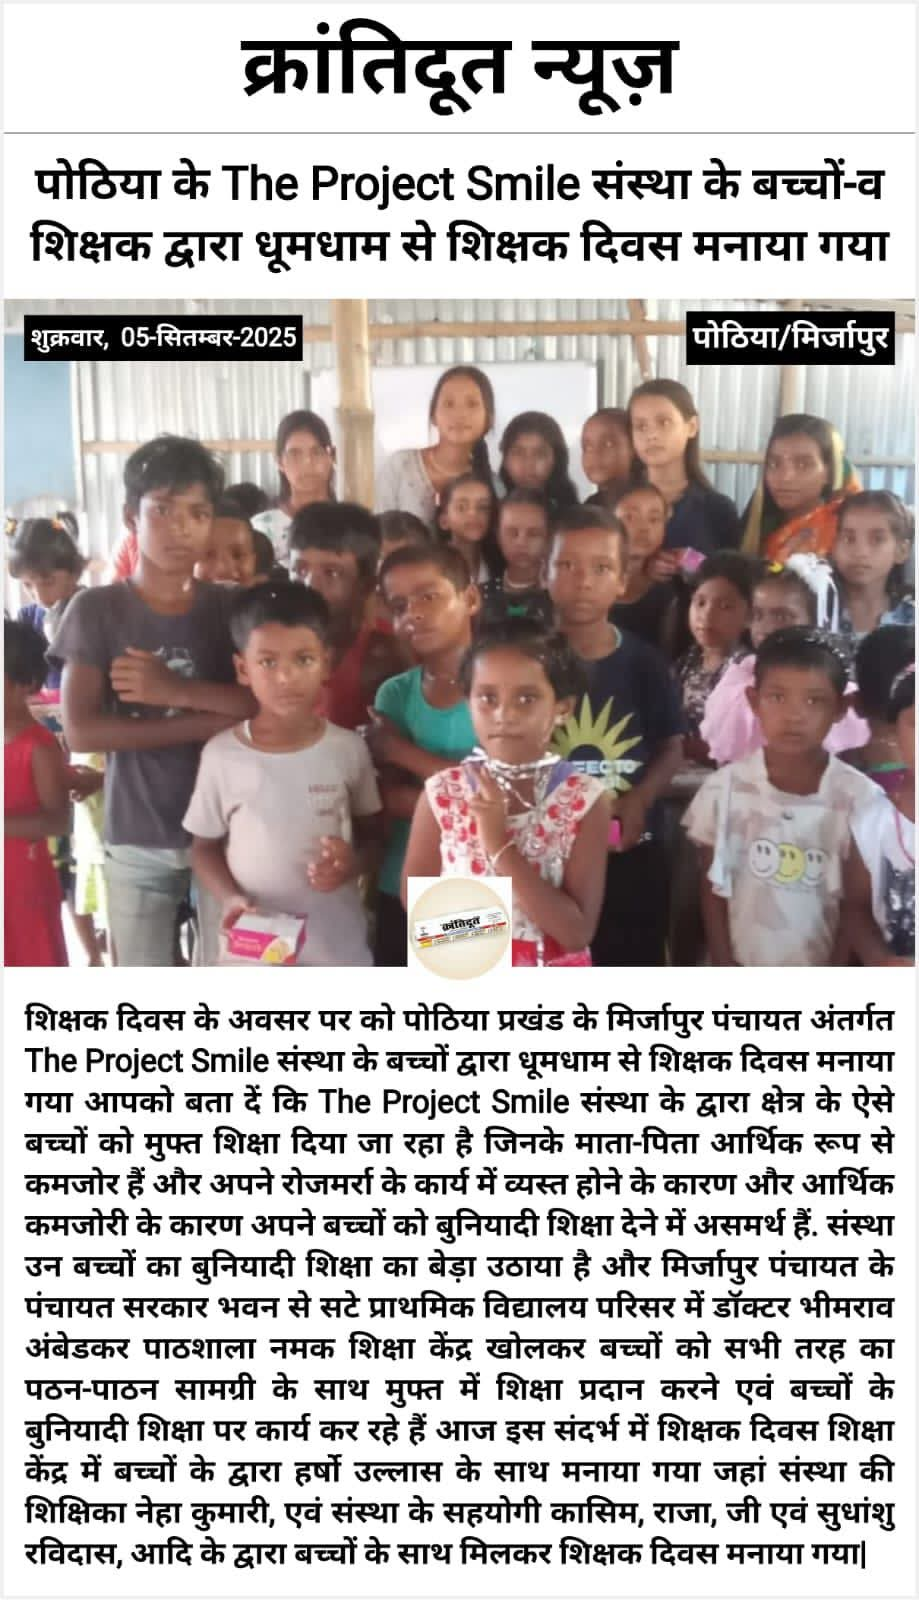 क्रांतिदूत न्यूज़
पोठिया के The Project Smile संस्था के बच्चों-व
शिक्षक द्वारा धूमधाम से शिक्षक दिवस मनाया गया
शुक्रवार, 05-सितम्बर-2025
पोठिया/मिर्जापुर
EECTO
क्रांतिदूत
शिक्षक दिवस के अवसर पर को पोठिया प्रखंड के मिर्जापुर पंचायत अंतर्गत
The Project Smile संस्था के बच्चों द्वारा धूमधाम से शिक्षक दिवस मनाया
गया आपको बता दें कि The Project Smile संस्था के द्वारा क्षेत्र के ऐसे
बच्चों को मुफ्त शिक्षा दिया जा रहा है जिनके माता-पिता आर्थिक रूप से
कमजोर हैं और अपने रोजमर्रा के कार्य में व्यस्त होने के कारण और आर्थिक
कमजोरी के कारण अपने बच्चों को बुनियादी शिक्षा देने में असमर्थ हैं. संस्था
उन बच्चों का बुनियादी शिक्षा का बेड़ा उठाया है और मिर्जापुर पंचायत के
पंचायत सरकार भवन से सटे प्राथमिक विद्यालय परिसर में डॉक्टर भीमराव
अंबेडकर पाठशाला नमक शिक्षा केंद्र खोलकर बच्चों को सभी तरह का
पठन-पाठन सामग्री के साथ मुफ्त में शिक्षा प्रदान करने एवं बच्चों के
बुनियादी शिक्षा पर कार्य कर रहे हैं आज इस संदर्भ में शिक्षक दिवस शिक्षा
केंद्र में बच्चों के द्वारा हर्षो उल्लास के साथ मनाया गया जहां संस्था की
शिक्षिका नेहा कुमारी, एवं संस्था के सहयोगी कासिम, राजा, जी एवं सुधांशु
रविदास, आदि के द्वारा बच्चों के साथ मिलकर शिक्षक दिवस मनाया गया|